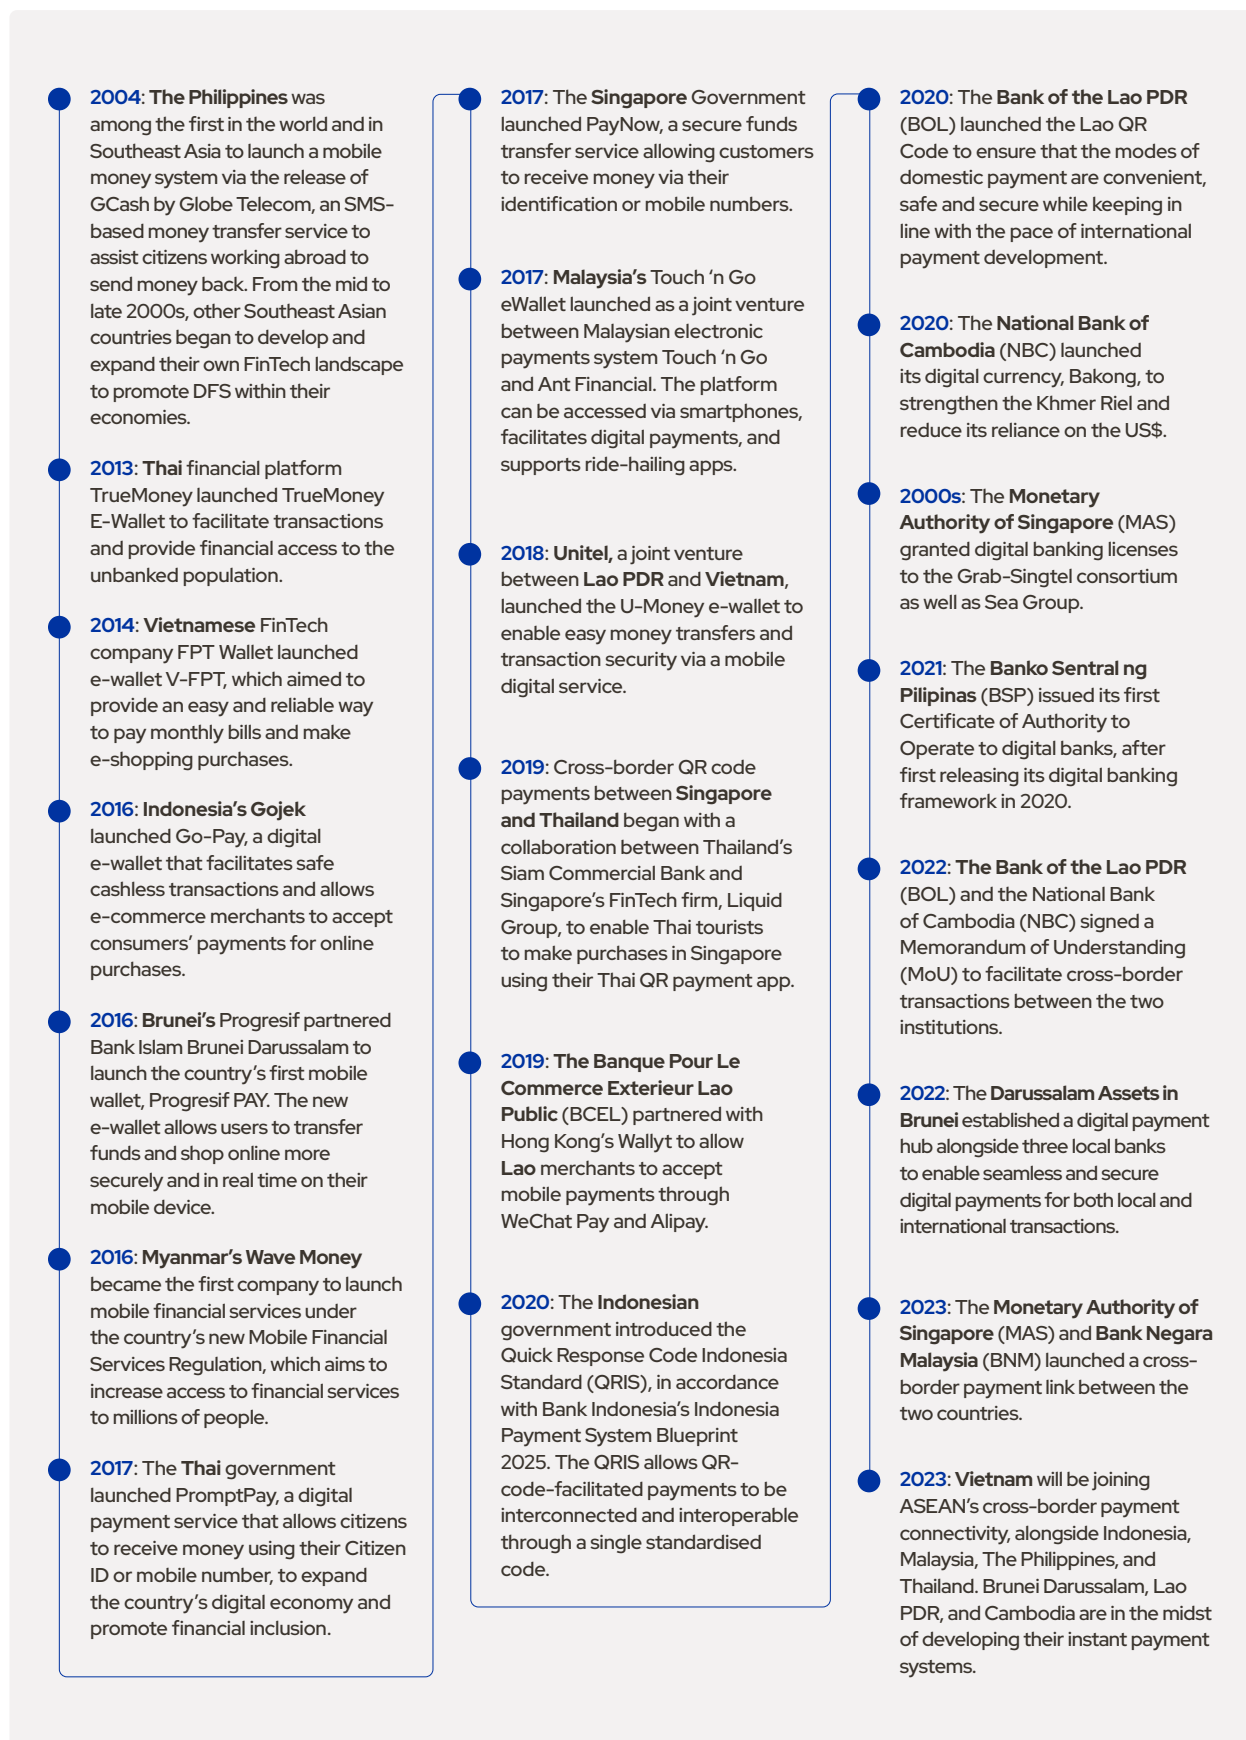 2004: The Philippines was
among the first in the world and in
Southeast Asia to launch a mobile
money system via the release of
GCash by Globe Telecom, an SMS-
based money transfer service to
assist citizens working abroad to
send money back. From the mid to
late 2000s, other Southeast Asian
countries began to develop and
expand their own FinTech landscape
to promote DFS within their
economies.
2013: Thai financial platform
TrueMoney launched TrueMoney
E-Wallet to facilitate transactions
and provide financial access to the
unbanked population.
2014: Vietnamese FinTech
company FPT Wallet launched
e-wallet V-FPT, which aimed to
provide an easy and reliable way
to pay monthly bills and make
e-shopping purchases.
2016: Indonesia’s Gojek
launched Go-Pay, a digital
e-wallet that facilitates safe
cashless transactions and allows
e-commerce merchants to accept
consumers’ payments for online
purchases.
2016: Brunei’s Progresif partnered
Bank Islam Brunei Darussalam to
launch the country’s first mobile
wallet, Progresif PAY. The new
e-wallet allows users to transfer
funds and shop online more
securely and in real time on their
mobile device.
2016: Myanmar’s Wave Money
became the first company to launch
mobile financial services under
the country’s new Mobile Financial
Services Regulation, which aims to
increase access to financial services
to millions of people.
2017: The Thai government
launched PromptPay, a digital
payment service that allows citizens
to receive money using their Citizen
ID or mobile number, to expand
the country’s digital economy and
promote financial inclusion.
2017: The Singapore Government
launched PayNow, a secure funds
transfer service allowing customers
to receive money via their
identification or mobile numbers.
2017: Malaysia’s Touch ‘n Go
eWallet launched as a joint venture
between Malaysian electronic
payments system Touch ‘n Go
and Ant Financial. The platform
can be accessed via smartphones,
facilitates digital payments, and
supports ride-hailing apps.
2018: Unitel, a joint venture
between Lao PDR and Vietnam,
launched the U-Money e-wallet to
enable easy money transfers and
transaction security via a mobile
digital service.
2019: Cross-border QR code
payments between Singapore
and Thailand began with a
collaboration between Thailand’s
Siam Commercial Bank and
Singapore’s FinTech firm, Liquid
Group, to enable Thai tourists
to make purchases in Singapore
using their Thai QR payment app.
2019: The Banque Pour Le
Commerce Exterieur Lao
Public (BCEL) partnered with
Hong Kong’s Wallyt to allow
Lao merchants to accept
mobile payments through
WeChat Pay and Alipay.
2020: The Indonesian
government introduced the
Quick Response Code Indonesia
Standard (QRIS), in accordance
with Bank Indonesia’s Indonesia
Payment System Blueprint
2025. The QRIS allows QR-
code-facilitated payments to be
interconnected and interoperable
through a single standardised
code.
2020: The Bank of the Lao PDR
(BOL) launched the Lao QR
Code to ensure that the modes of
domestic payment are convenient,
safe and secure while keeping in
line with the pace of international
payment development.
2020: The National Bank of
Cambodia (NBC) launched
its digital currency, Bakong, to
strengthen the Khmer Riel and
reduce its reliance on the US$.
2000s: The Monetary
Authority of Singapore (MAS)
granted digital banking licenses
to the Grab-Singtel consortium
as well as Sea Group.
2021: The Banko Sentral ng
Pilipinas (BSP) issued its first
Certificate of Authority to
Operate to digital banks, after
first releasing its digital banking
framework in 2020.
2022: The Bank of the Lao PDR
(BOL) and the National Bank
of Cambodia (NBC) signed a
Memorandum of Understanding
(MoU) to facilitate cross-border
transactions between the two
institutions.
2022: The Darussalam Assets in
Brunei established a digital payment
hub alongside three local banks
to enable seamless and secure
digital payments for both local and
international transactions.
2023: The Monetary Authority of
Singapore (MAS) and Bank Negara
Malaysia (BNM) launched a cross-
border payment link between the
two countries.
2023: Vietnam will be joining
ASEAN’s cross-border payment
connectivity, alongside Indonesia,
Malaysia, The Philippines, and
Thailand. Brunei Darussalam, Lao
PDR, and Cambodia are in the midst
of developing their instant payment
systems.